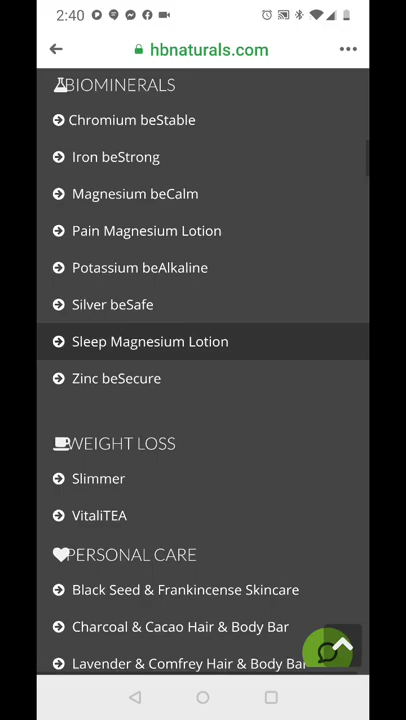 2:40
hbnaturals.com
BIOMINERALS
Chromium beStable
Iron beStrong
Magnesium beCalm
Pain Magnesium Lotion
Potassium beAlkaline
Silver beSafe
Sleep Magnesium Lotion
Zinc beSecure
WEIGHT LOSS
Slimmer
VitaliTEA
PERSONAL CARE
Black Seed & Frankincense Skincare
Charcoal & Cacao Hair & Body Bar
Lavender & Comfrey Hair & Body Bar